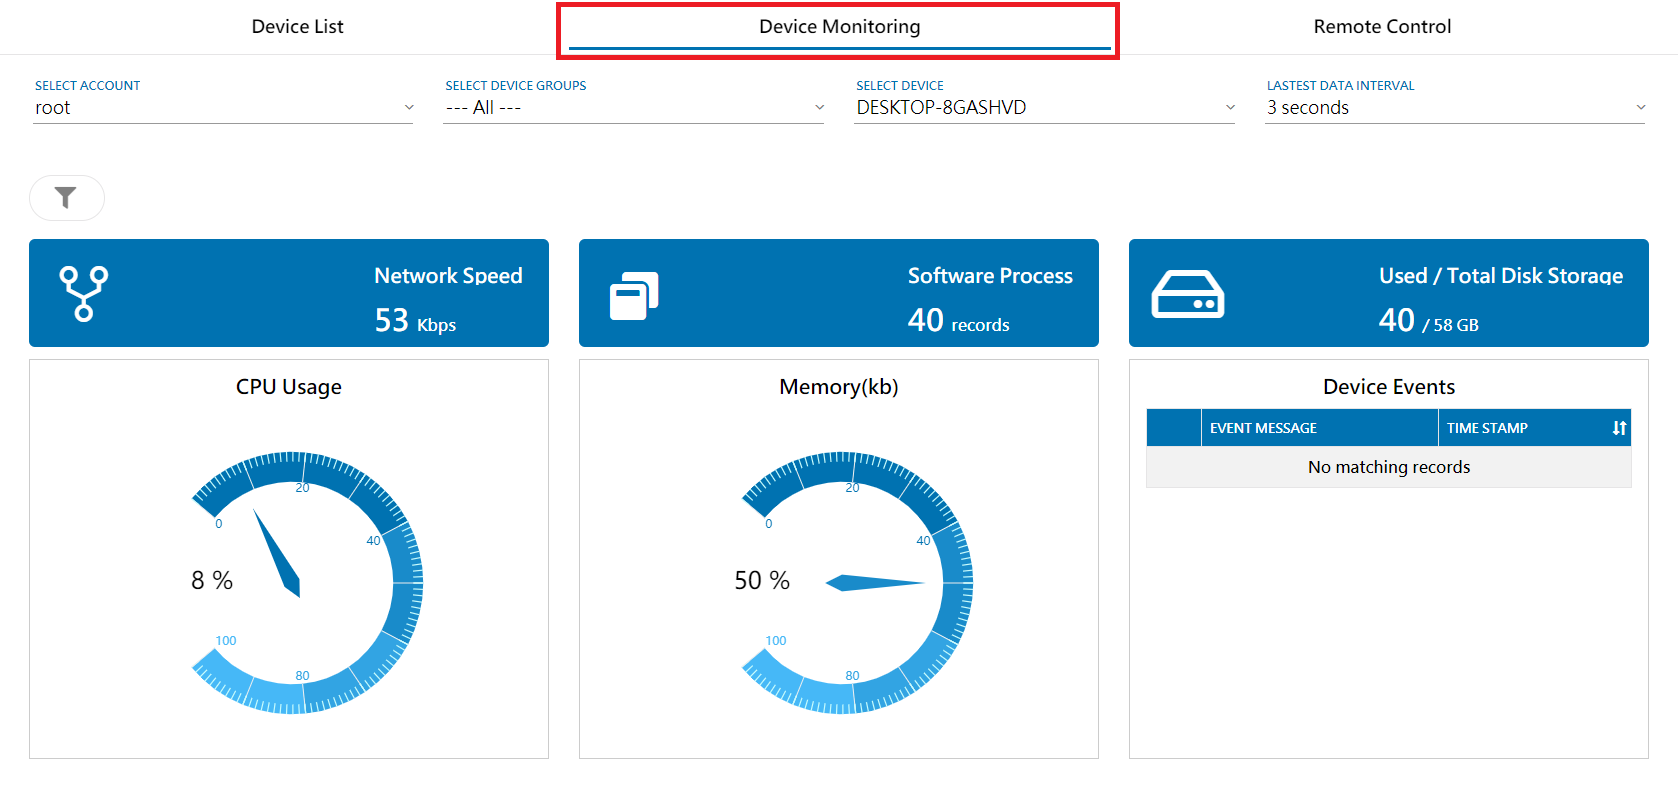 Device List
Device Monitoring
Remote Control
SELECT ACCOUNT
root
SELECT DEVICE GROUPS
--- All ---
SELECT DEVICE
DESKTOP-8GASHVD
LASTEST DATA INTERVAL
3 seconds
Network Speed
53 Kbps
Software Process
40 records
Used / Total Disk Storage
40 / 58 GB
CPU Usage
0
20
40
8 %
80
100
Memory(kb)
0
20
40
50 %
80
100
Device Events
EVENT MESSAGE
TIME STAMP
No matching records